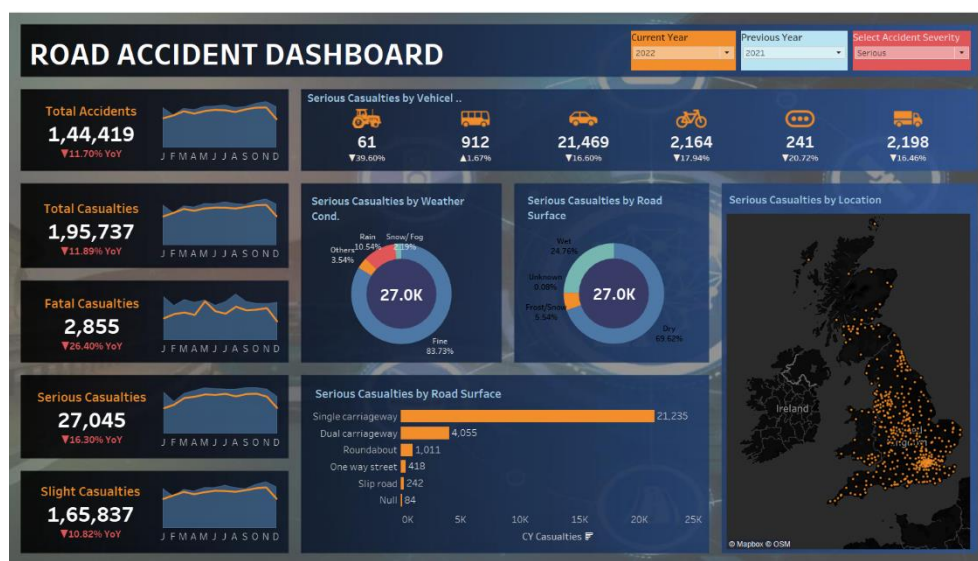 ROAD ACCIDENT DASHBOARD
Current Year
2022
Previous Year
2021
Select Accident Severity
Serious
Total Accidents
1,44,419
▼11.70% YoY
J F M A M J J A S O N D
Serious Casualties by Vehicel ..
61
▼39.60%
912
▲1.67%
21,469
▼16.60%
2,164
▼17.94%
241
▼20.72%
2,198
▼16.46%
Total Casualties
1,95,737
▼11.89% YoY
J F M A M J J A S O N D
Fatal Casualties
2,855
▼26.40% YoY
J F M A M J J A S O N D
Serious Casualties
27,045
▼16.30% YoY
J F M A M J J A S O N D
Slight Casualties
1,65,837
▼10.82% YoY
J F M A M J J A S O N D
Serious Casualties by Weather
Cond.
Rain
10.54%
Snow/ Fog
2.19%
Others
3.54%
27.0K
Fine
83.73%
Serious Casualties by Road
Surface
Wet
24.76%
Unknown
0.08%
Frost/Snow
5.54%
27.0K
Dry
69.62%
Serious Casualties by Road Surface
Single carriageway 21,235
Dual carriageway 4,055
Roundabout 1,011
One way street 418
Slip road 242
Null 84
0K 5K 10K 15K 20K 25K
CY Casualties
Serious Casualties by Location
Ireland
© Mapbox © OSM